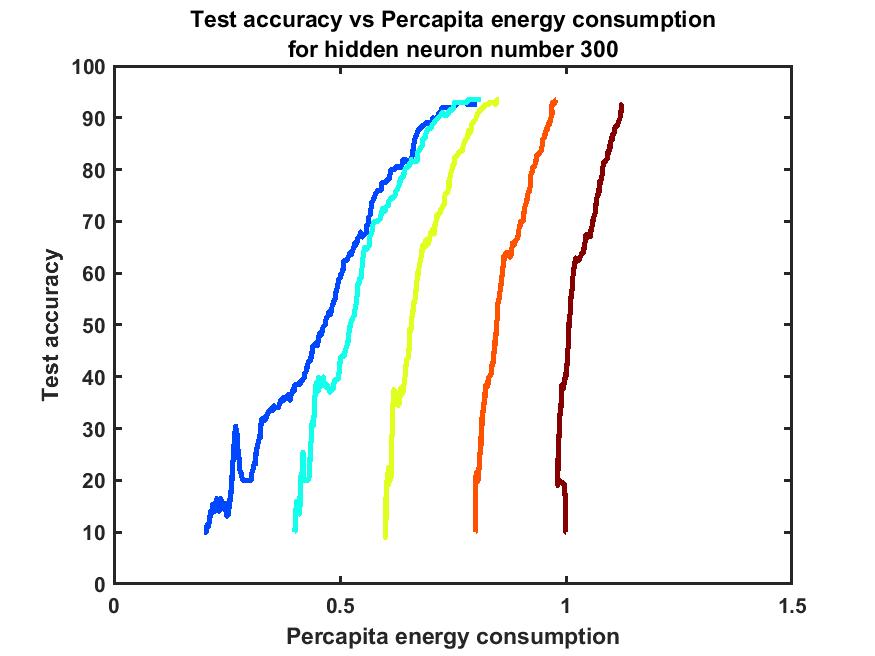 Test accuracy vs Percapita energy consumption
for hidden neuron number 300
100
90
80
70
60
50
40
30
20
10
0
Test accuracy
0 0.5 1 1.5
Percapita energy consumption